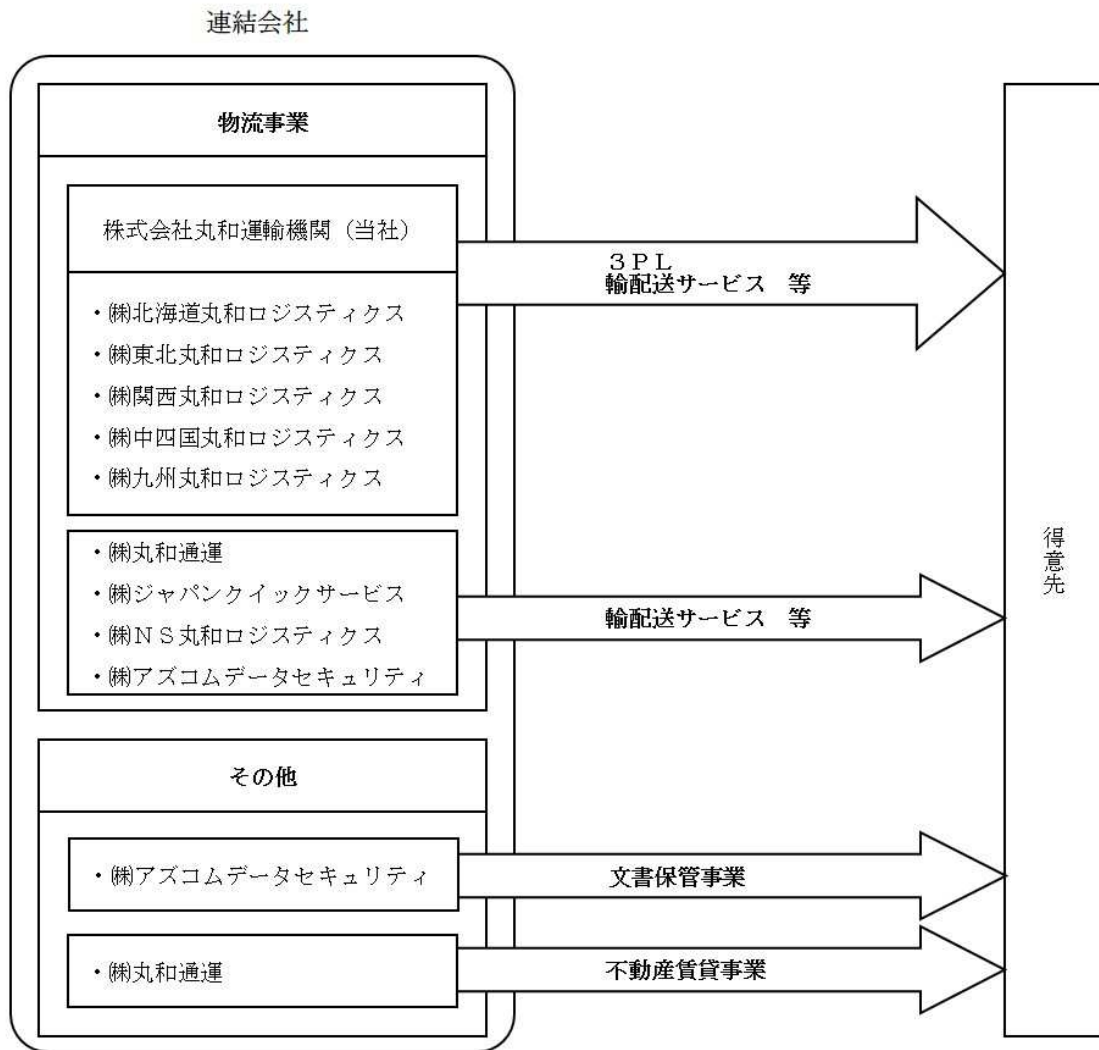 連結会社
物流事業
株式会社丸和運輸機関（当社）
・㈱北海道丸和ロジスティクス
・㈱東北丸和ロジスティクス
・㈱関西丸和ロジスティクス
・㈱中四国丸和ロジスティクス
・㈱九州丸和ロジスティクス
３ＰＬ
輸配送サービス　等
・㈱丸和通運
・㈱ジャパンクイックサービス
・㈱ＮＳ丸和ロジスティクス
・㈱アズコムデータセキュリティ
輸配送サービス　等
その他
・㈱アズコムデータセキュリティ
文書保管事業
・㈱丸和通運
不動産賃貸事業
得意先